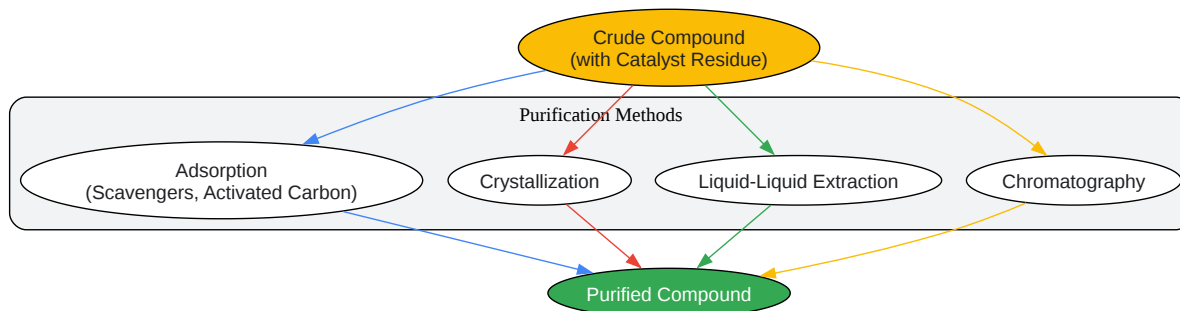 Crude Compound
(with Catalyst Residue)
Purification Methods
Adsorption
(Scavengers, Activated Carbon)
Crystallization
Liquid-Liquid Extraction
Chromatography
Purified Compound